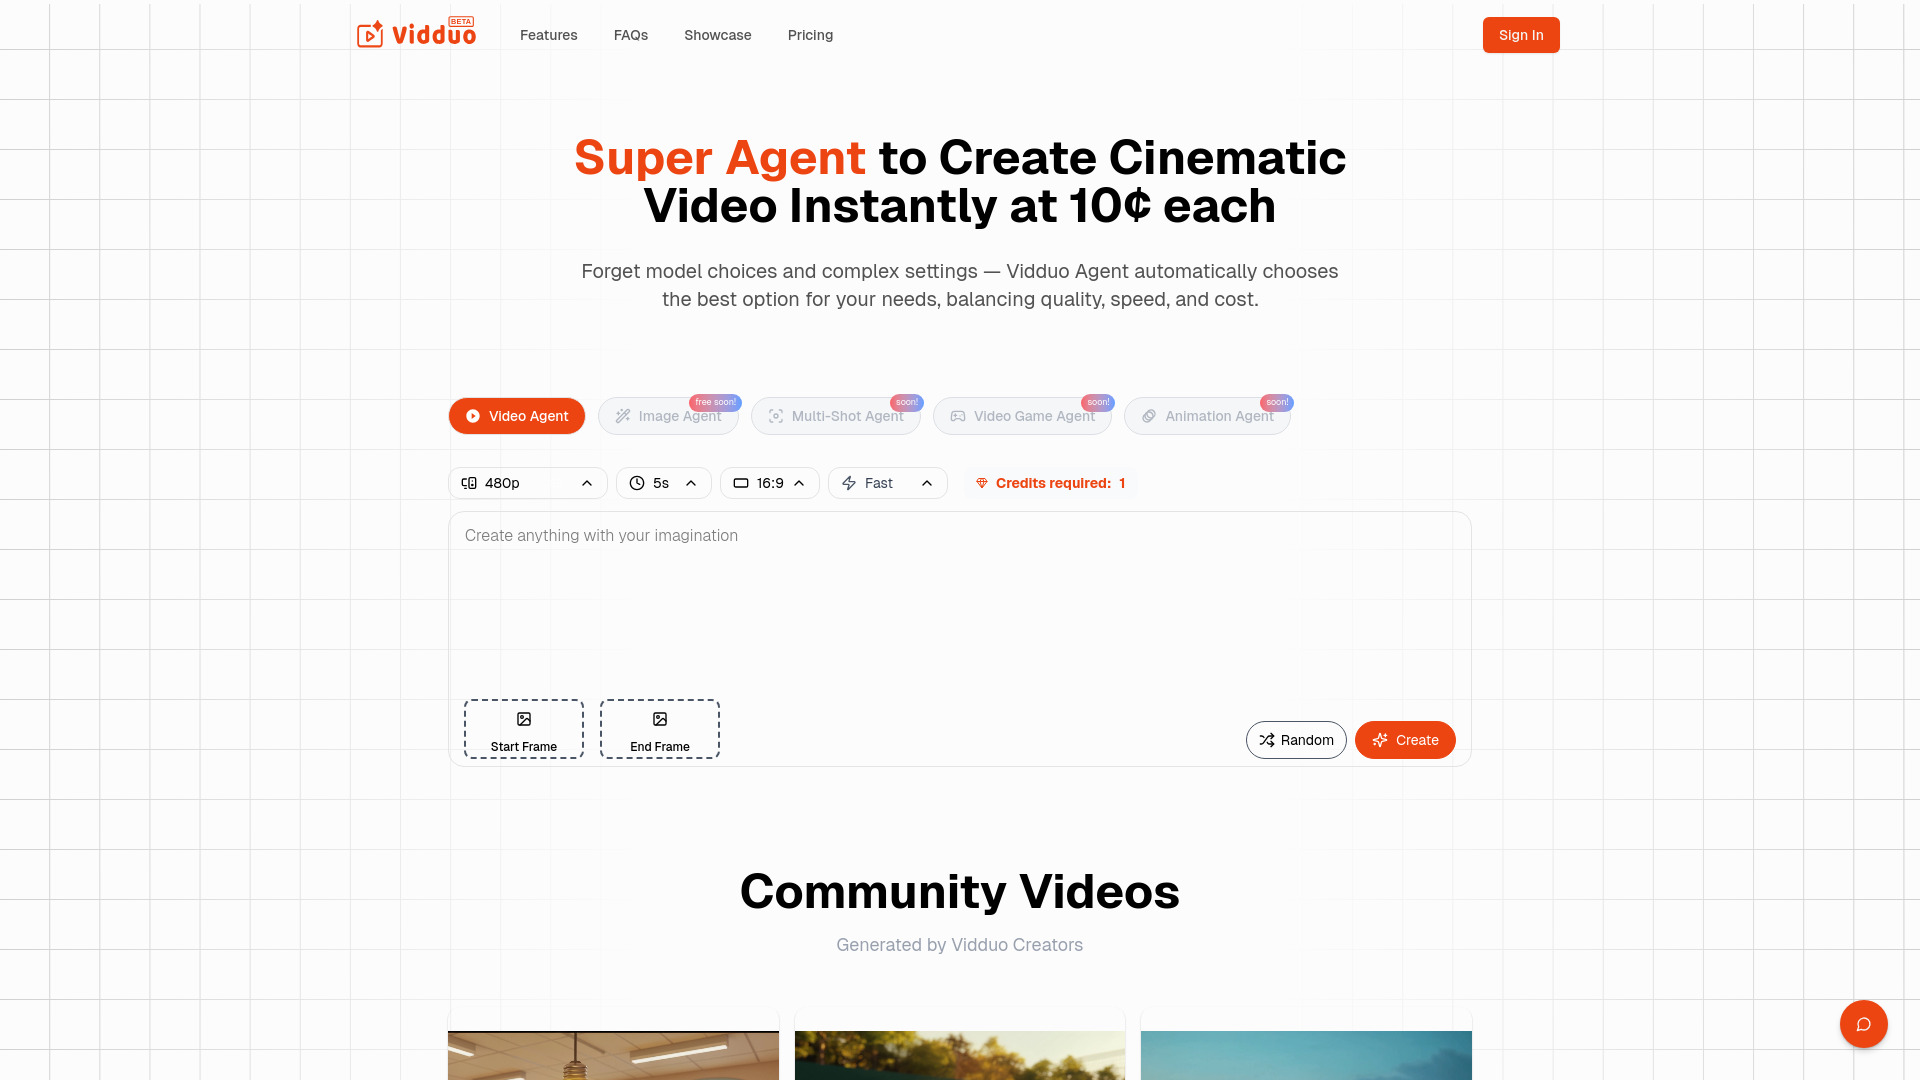 Vidduo BETA
Features
FAQs
Showcase
Pricing
Sign In
Super Agent to Create Cinematic
Video Instantly at 10¢ each
Forget model choices and complex settings — Vidduo Agent automatically chooses
the best option for your needs, balancing quality, speed, and cost.
Video Agent
Image Agent
free soon!
Multi-Shot Agent
soon!
Video Game Agent
soon!
Animation Agent
soon!
480p
5s
16:9
Fast
Credits required: 1
Create anything with your imagination
Start Frame
End Frame
Random
Create
Community Videos
Generated by Vidduo Creators